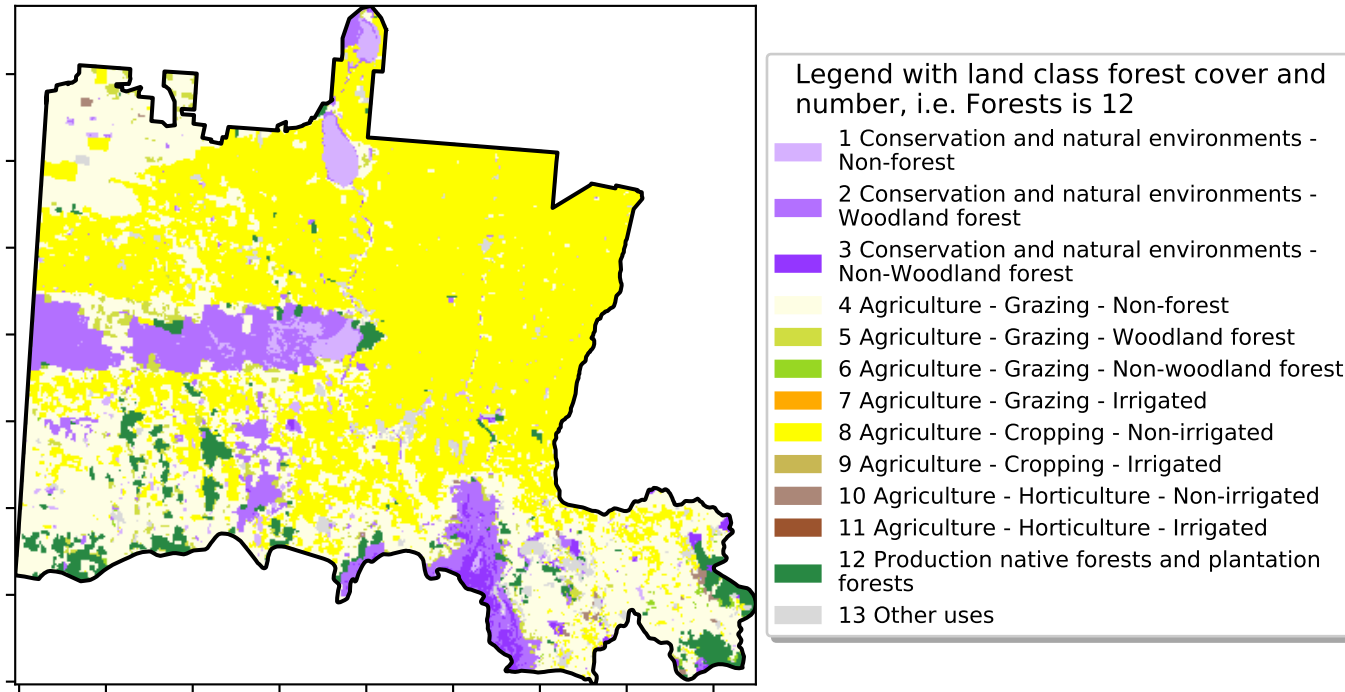 Legend with land class forest cover and
number, i.e. Forests is 12
1 Conservation and natural environments -
Non-forest
2 Conservation and natural environments -
Woodland forest
3 Conservation and natural environments -
Non-Woodland forest
4 Agriculture - Grazing - Non-forest
5 Agriculture - Grazing - Woodland forest
6 Agriculture - Grazing - Non-woodland forest
7 Agriculture - Grazing - Irrigated
8 Agriculture - Cropping - Non-irrigated
9 Agriculture - Cropping - Irrigated
10 Agriculture - Horticulture - Non-irrigated
11 Agriculture - Horticulture - Irrigated
12 Production native forests and plantation
forests
13 Other uses